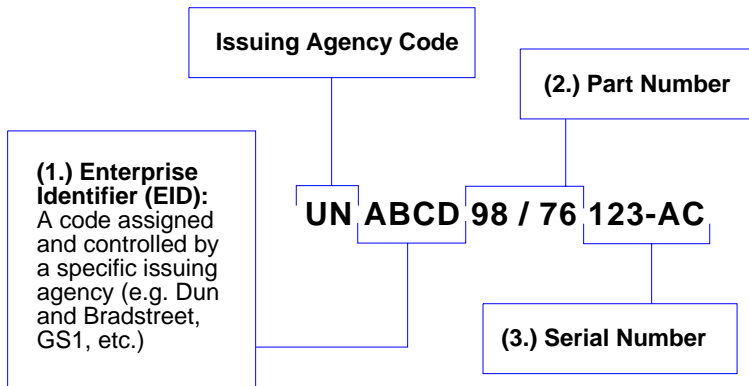 Issuing Agency Code
(2.) Part Number
(1.) Enterprise
Identifier (EID):
A code assigned
and controlled by
a specific issuing
agency (e.g. Dun
and Bradstreet,
GS1, etc.)
UN ABCD 98 / 76 123-AC
(3.) Serial Number